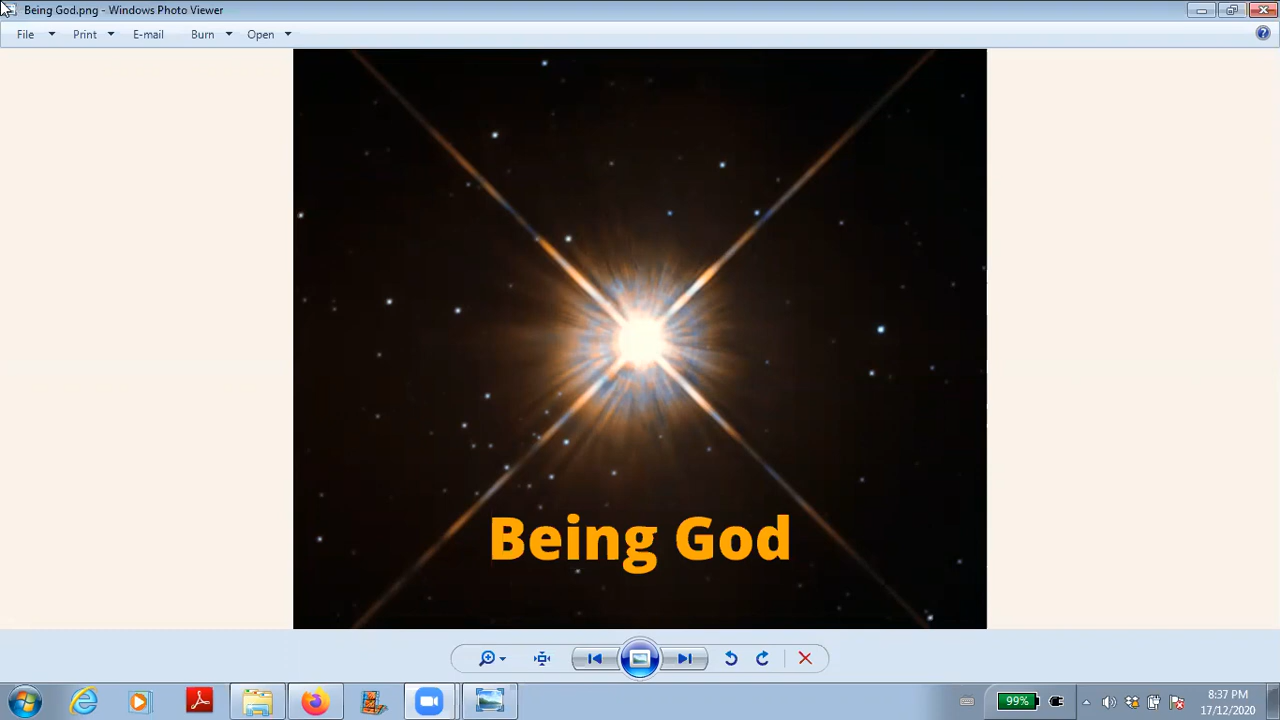 Being God.png - Windows Photo Viewer
File Print E-mail Burn Open
Being God
99%
8:37 PM
17/12/2020